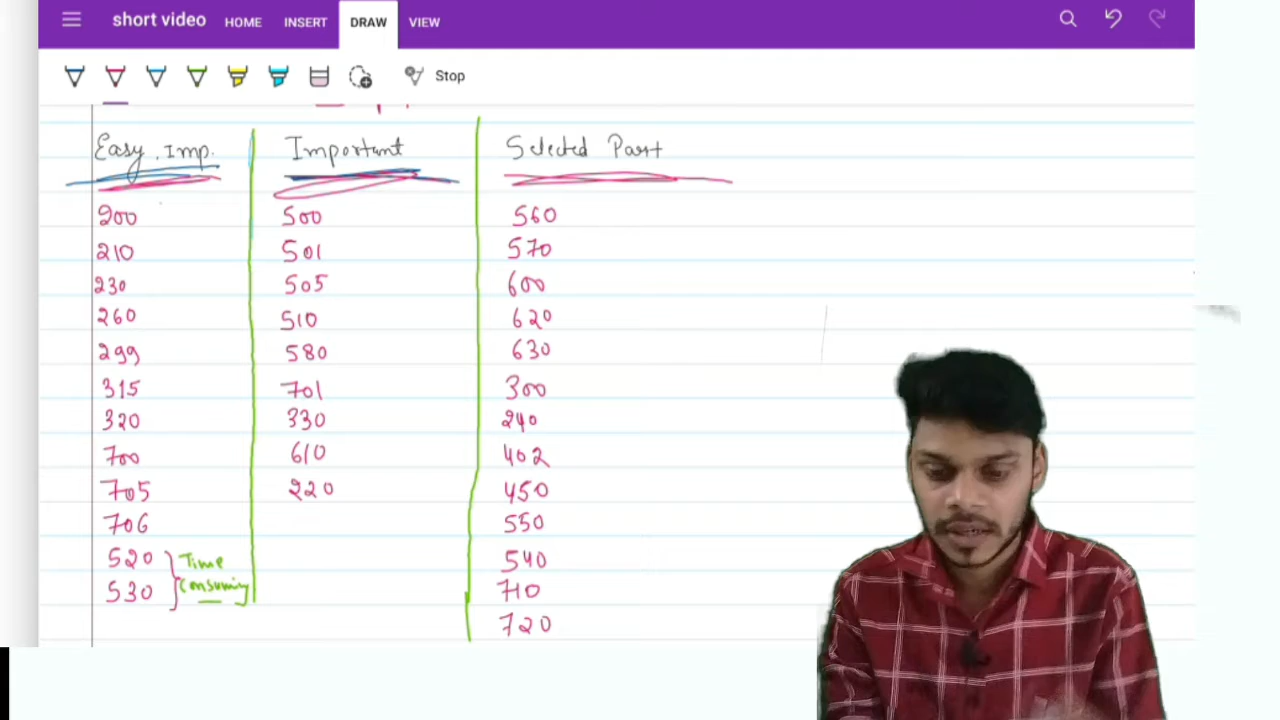 short video HOME INSERT DRAW VIEW
Stop
Easy. Imp. Important Selected Part
200 500 560
210 501 570
230 505 600
260 510 620
299 580 630
315 701 300
320 330 240
700 610 402
705 220 450
706 550
520 Time 540
530 Consuming 710
720